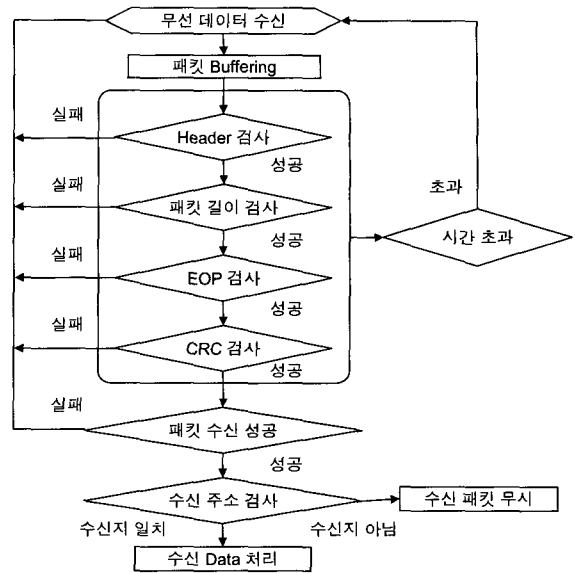 무선 데이터 수신
패킷 Buffering
실패
Header 검사
성공
실패
초과
패킷 길이 검사
시간 초과
성공
실패
EOP 검사
성공
실패
CRC 검사
성공
실패
패킷 수신 성공
성공
수신 주소 검사
수신 패킷 무시
수신지 일치
수신지 아님
수신 Data 처리